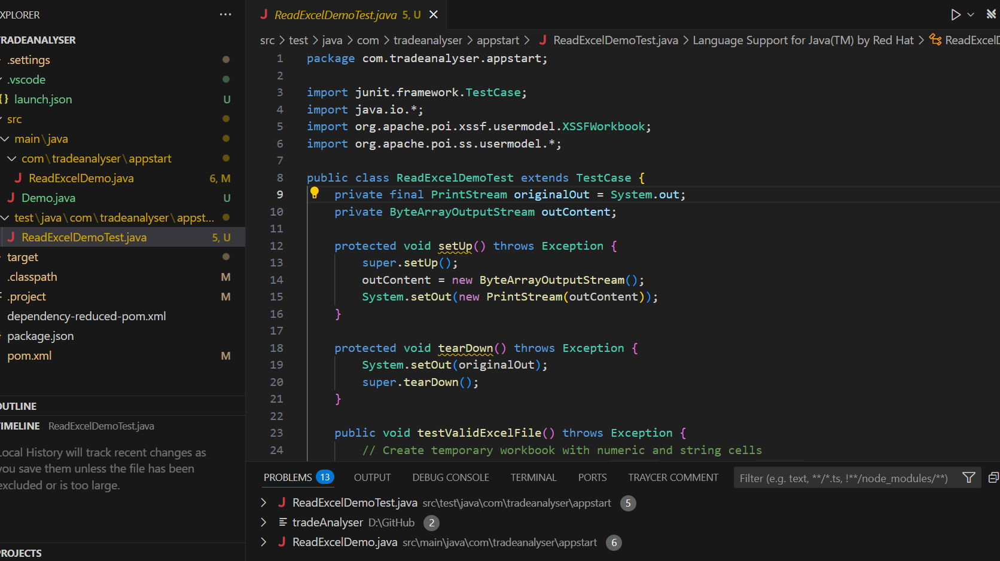 XPLORER
TRADEANALYSER
.settings
.vscode
{} launch.json U
src
main\java
com\tradeanalyser\appstart
J ReadExcelDemo.java 6, M
J Demo.java U
test\java\com\tradeanalyser\appst...
J ReadExcelDemoTest.java 5, U
target
.classpath M
.project M
dependency-reduced-pom.xml
package.json
pom.xml M
OUTLINE
TIMELINE ReadExcelDemoTest.java
Local History will track recent changes as
you save them unless the file has been
excluded or is too large.
PROJECTS
J ReadExcelDemoTest.java 5, U
src > test > java > com > tradeanalyser > appstart > J ReadExcelDemoTest.java > Language Support for Java(TM) by Red Hat > ReadExcelD
1 package com.tradeanalyser.appstart;
2
3 import junit.framework.TestCase;
4 import java.io.*;
5 import org.apache.poi.xssf.usermodel.XSSFWorkbook;
6 import org.apache.poi.ss.usermodel.*;
7
8 public class ReadExcelDemoTest extends TestCase {
9 private final PrintStream originalOut = System.out;
10 private ByteArrayOutputStream outContent;
11
12 protected void setUp() throws Exception {
13 super.setUp();
14 outContent = new ByteArrayOutputStream();
15 System.setOut(new PrintStream(outContent));
16 }
17
18 protected void tearDown() throws Exception {
19 System.setOut(originalOut);
20 super.tearDown();
21 }
22
23 public void testValidExcelFile() throws Exception {
24 // Create temporary workbook with numeric and string cells
PROBLEMS 13 OUTPUT DEBUG CONSOLE TERMINAL PORTS TRAYCER COMMENT Filter (e.g. text, **/*.ts, !**/node_modules/**)
J ReadExcelDemoTest.java src\test\java\com\tradeanalyser\appstart 5
tradeAnalyser D:\GitHub 2
J ReadExcelDemo.java src\main\java\com\tradeanalyser\appstart 6